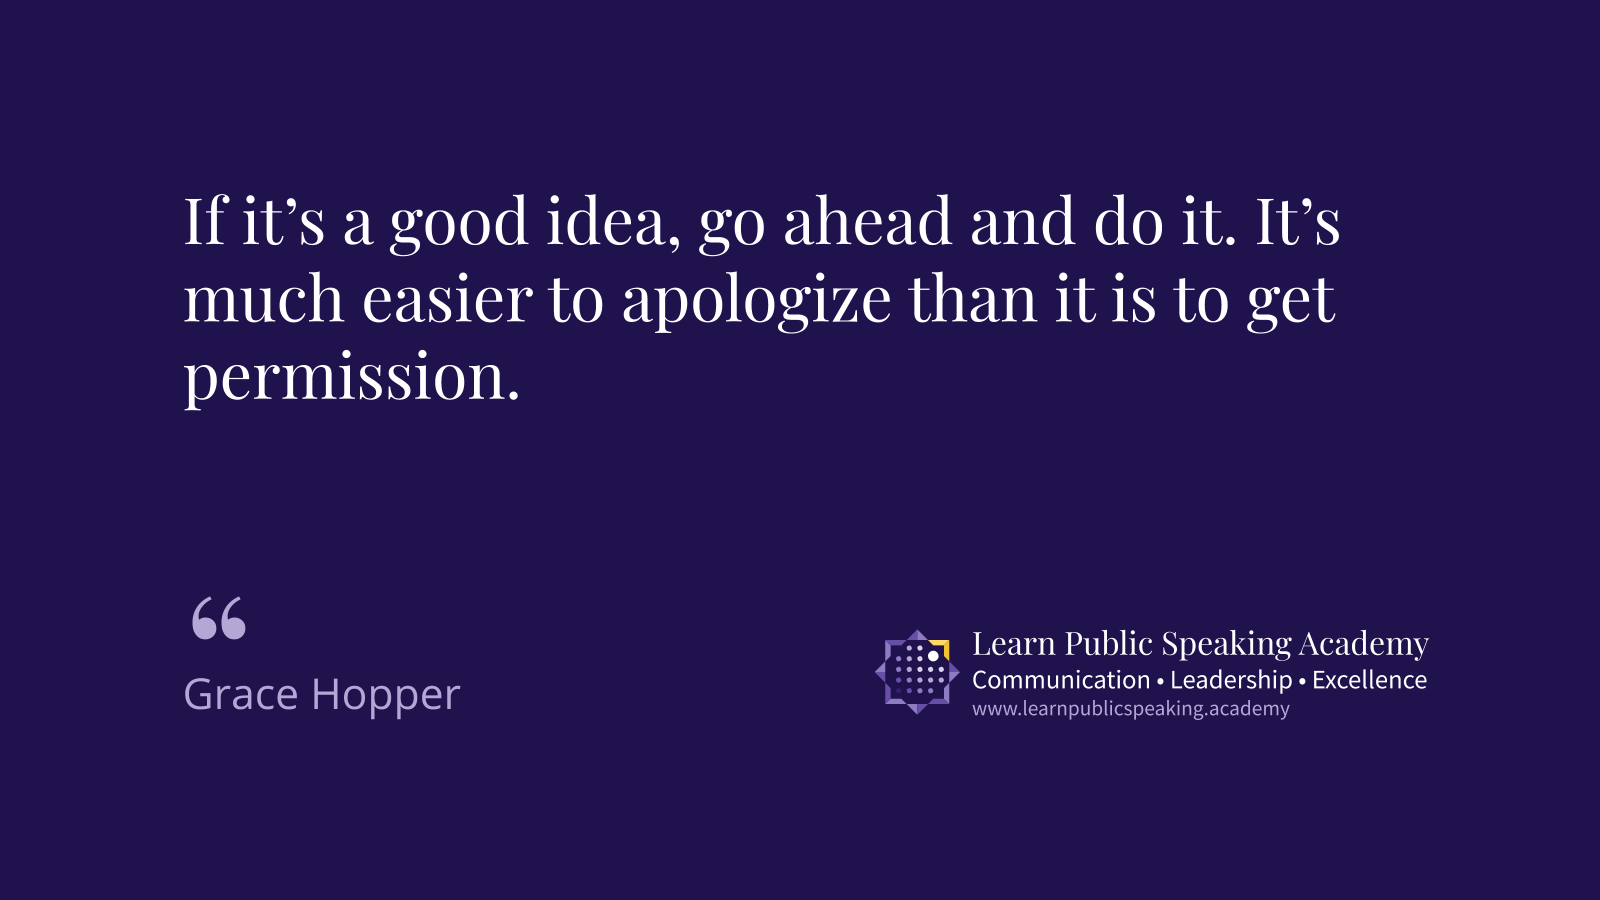 If it’s a good idea, go ahead and do it. It’s
much easier to apologize than it is to get
permission.
“
Grace Hopper
Learn Public Speaking Academy
Communication • Leadership • Excellence
www.learnpublicspeaking.academy